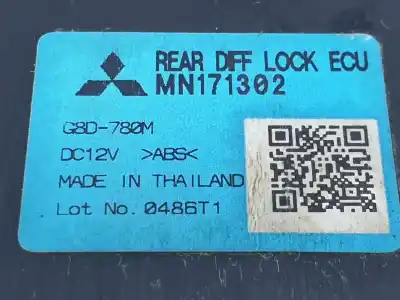 REAR DIFF LOCK ECU
MN171302
G8D-780M
DC12V >ABS<
MADE IN THAILAND
Lot No. 0486T1